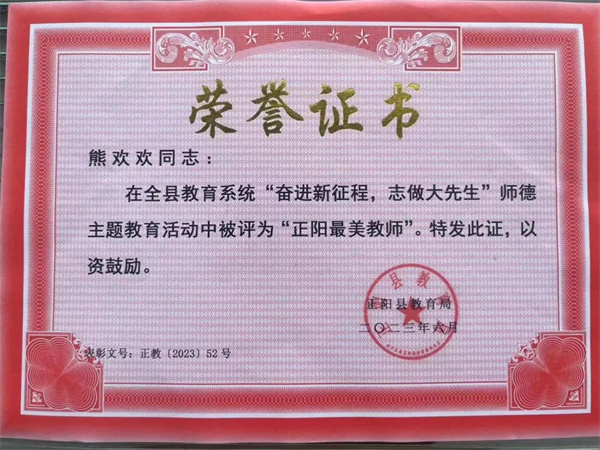 荣誉证书
熊欢欢同志：
在全县教育系统“奋进新征程，志做大先生”师德
主题教育活动中被评为“正阳最美教师”。特发此证，以
资鼓励。
正阳县教育局
二〇二三年六月
表彰文号：正教〔2023〕52号